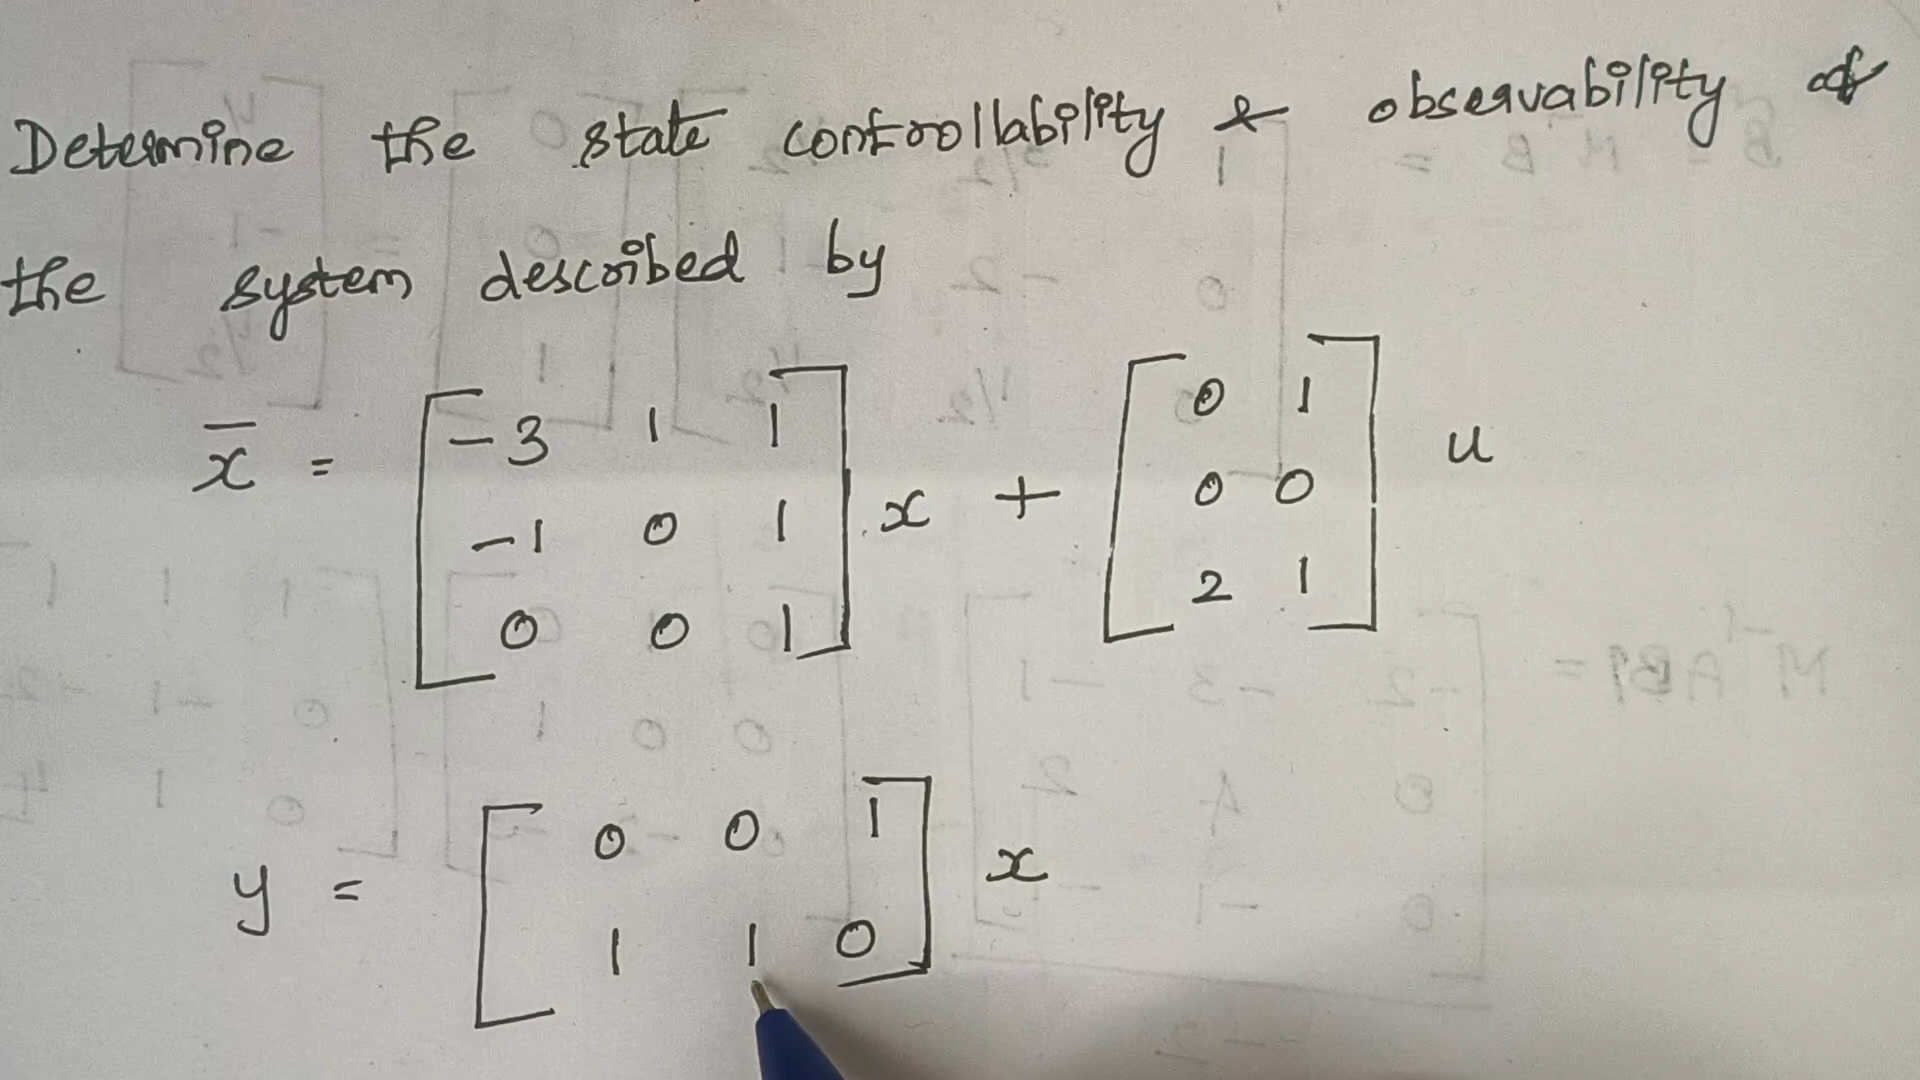 Determine the state controllability & observability of
the system described by
x̅ = [ -3 1 1 ; -1 0 1 ; 0 0 1 ] x + [ 0 1 ; 0 0 ; 2 1 ] u
y = [ 0 0 1 ; 1 1 0 ] x